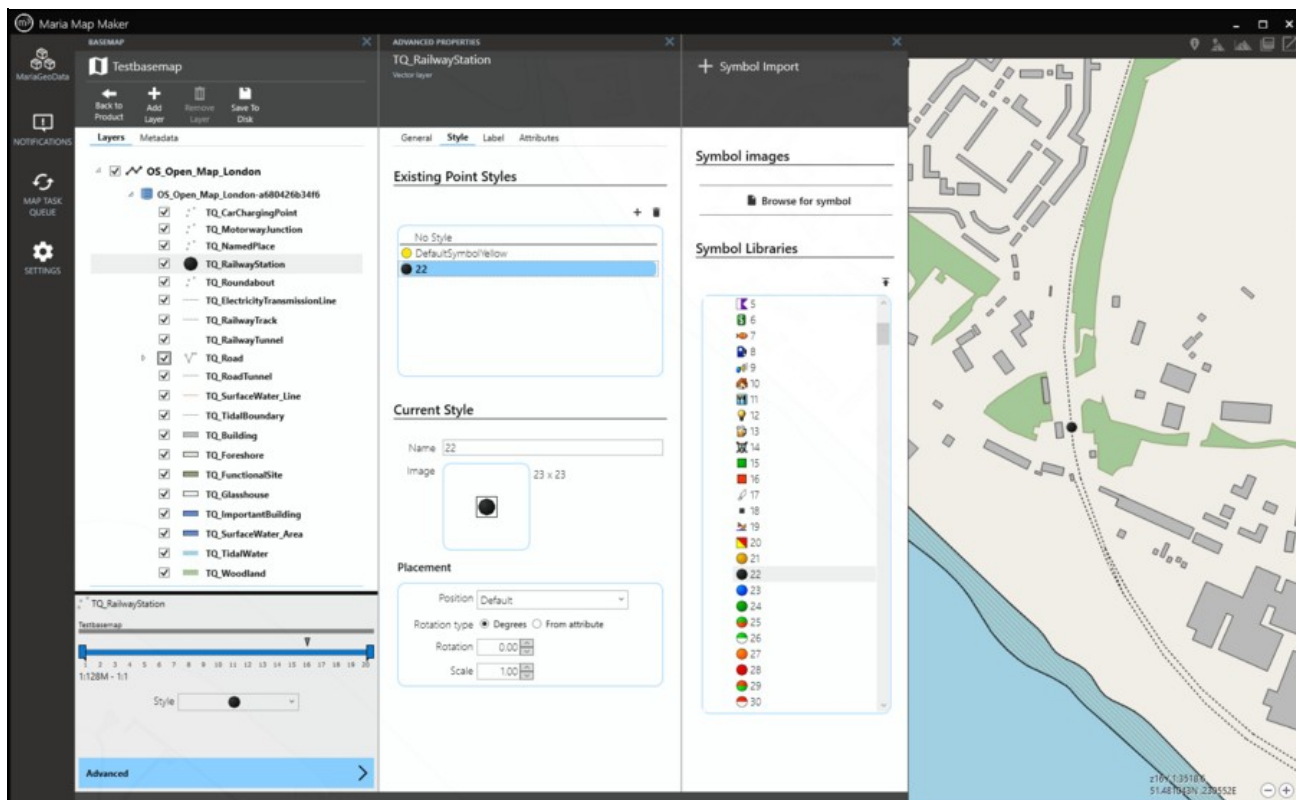 m³ Maria Map Maker
MariaGeoData
NOTIFICATIONS
MAP TASK
QUEUE
SETTINGS
BASEMAP
Testbasemap
Back to
Product
Add
Layer
Remove
Layer
Save To
Disk
Layers Metadata
OS_Open_Map_London
OS_Open_Map_London-a680426b34f6
TQ_CarChargingPoint
TQ_MotorwayJunction
TQ_NamedPlace
TQ_RailwayStation
TQ_Roundabout
TQ_ElectricityTransmissionLine
TQ_RailwayTrack
TQ_RailwayTunnel
TQ_Road
TQ_RoadTunnel
TQ_SurfaceWater_Line
TQ_TidalBoundary
TQ_Building
TQ_Foreshore
TQ_FunctionalSite
TQ_Glasshouse
TQ_ImportantBuilding
TQ_SurfaceWater_Area
TQ_TidalWater
TQ_Woodland
TQ_RailwayStation
Testbasemap
1 2 3 4 5 6 7 8 9 10 11 12 13 14 15 16 17 18 19 20
1:128M - 1:1
Style
Advanced
ADVANCED PROPERTIES
TQ_RailwayStation
Vector layer
General Style Label Attributes
Existing Point Styles
No Style
DefaultSymbolYellow
22
Current Style
Name 22
Image
23 x 23
Placement
Position Default
Rotation type Degrees From attribute
Rotation 0.00
Scale 1.00
Symbol Import
Symbol images
Browse for symbol
Symbol Libraries
5
6
7
8
9
10
11
12
13
14
15
16
17
18
19
20
21
22
23
24
25
26
27
28
29
30